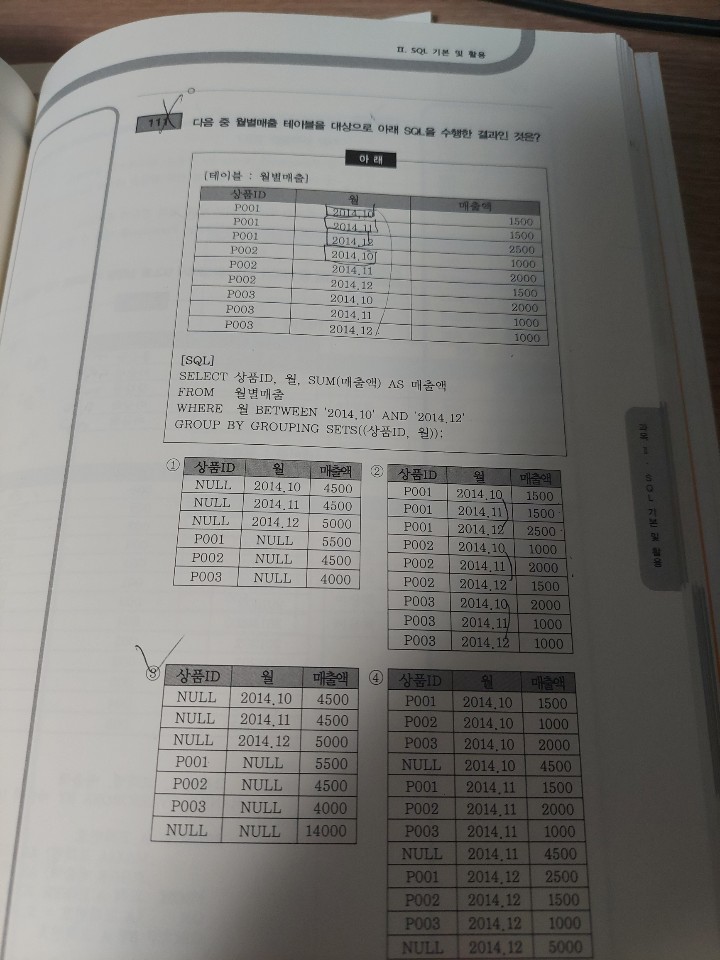 II. SQL 기본 및 활용
111 다음 중 월별매출 테이블을 대상으로 아래 SQL을 수행한 결과인 것은?
아 래
[테이블 : 월별매출]
상품ID 월 매출액
P001 2014.10 1500
P001 2014.11 1500
P001 2014.12 2500
P002 2014.10 1000
P002 2014.11 2000
P002 2014.12 1500
P003 2014.10 2000
P003 2014.11 1000
P003 2014.12 1000
[SQL]
SELECT 상품ID, 월, SUM(매출액) AS 매출액
FROM 월별매출
WHERE 월 BETWEEN '2014.10' AND '2014.12'
GROUP BY GROUPING SETS((상품ID, 월));
①
상품ID 월 매출액
NULL 2014.10 4500
NULL 2014.11 4500
NULL 2014.12 5000
P001 NULL 5500
P002 NULL 4500
P003 NULL 4000
②
상품ID 월 매출액
P001 2014.10 1500
P001 2014.11 1500
P001 2014.12 2500
P002 2014.10 1000
P002 2014.11 2000
P002 2014.12 1500
P003 2014.10 2000
P003 2014.11 1000
P003 2014.12 1000
③
상품ID 월 매출액
NULL 2014.10 4500
NULL 2014.11 4500
NULL 2014.12 5000
P001 NULL 5500
P002 NULL 4500
P003 NULL 4000
NULL NULL 14000
④
상품ID 월 매출액
P001 2014.10 1500
P002 2014.10 1000
P003 2014.10 2000
NULL 2014.10 4500
P001 2014.11 1500
P002 2014.11 2000
P003 2014.11 1000
NULL 2014.11 4500
P001 2014.12 2500
P002 2014.12 1500
P003 2014.12 1000
NULL 2014.12 5000
과목 I · SQL 기본 및 활용